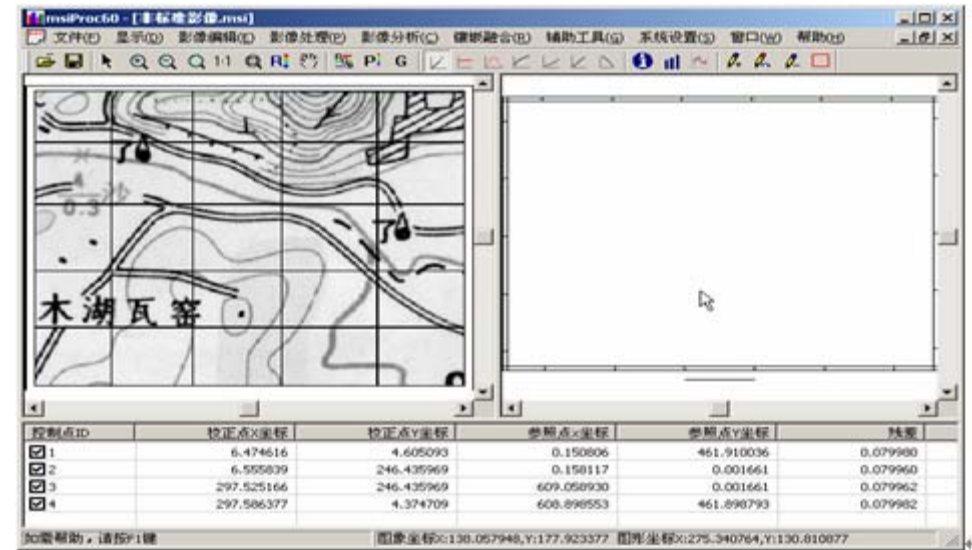 msiProc60 - [非标准影像.msi]
文件(F) 显示(D) 影像编辑(E) 影像处理(P) 影像分析(C) 镶嵌融合(R) 辅助工具(G) 系统设置(S) 窗口(W) 帮助(H)
1:1 R P G
4
0.3
木湖瓦窑
控制点ID 校正点X坐标 校正点Y坐标 参照点x坐标 参照点Y坐标 残差
1 6.474616 4.605093 0.150806 461.910036 0.079980
2 6.555839 246.435969 0.158117 0.001661 0.079960
3 297.525166 246.435969 609.058930 0.001661 0.079962
4 297.586377 4.374709 608.898553 461.898793 0.079982
如需帮助，请按F1键 图象坐标X:138.057948,Y:177.923377 图形坐标X:275.340764,Y:130.810877